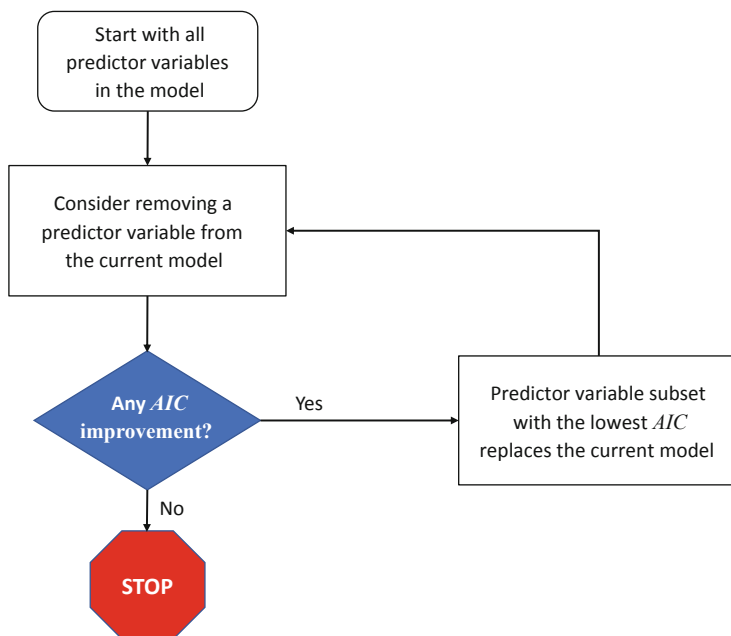 Start with all
predictor variables
in the model
Consider removing a
predictor variable from
the current model
Any AIC
improvement?
Yes
Predictor variable subset
with the lowest AIC
replaces the current model
No
STOP